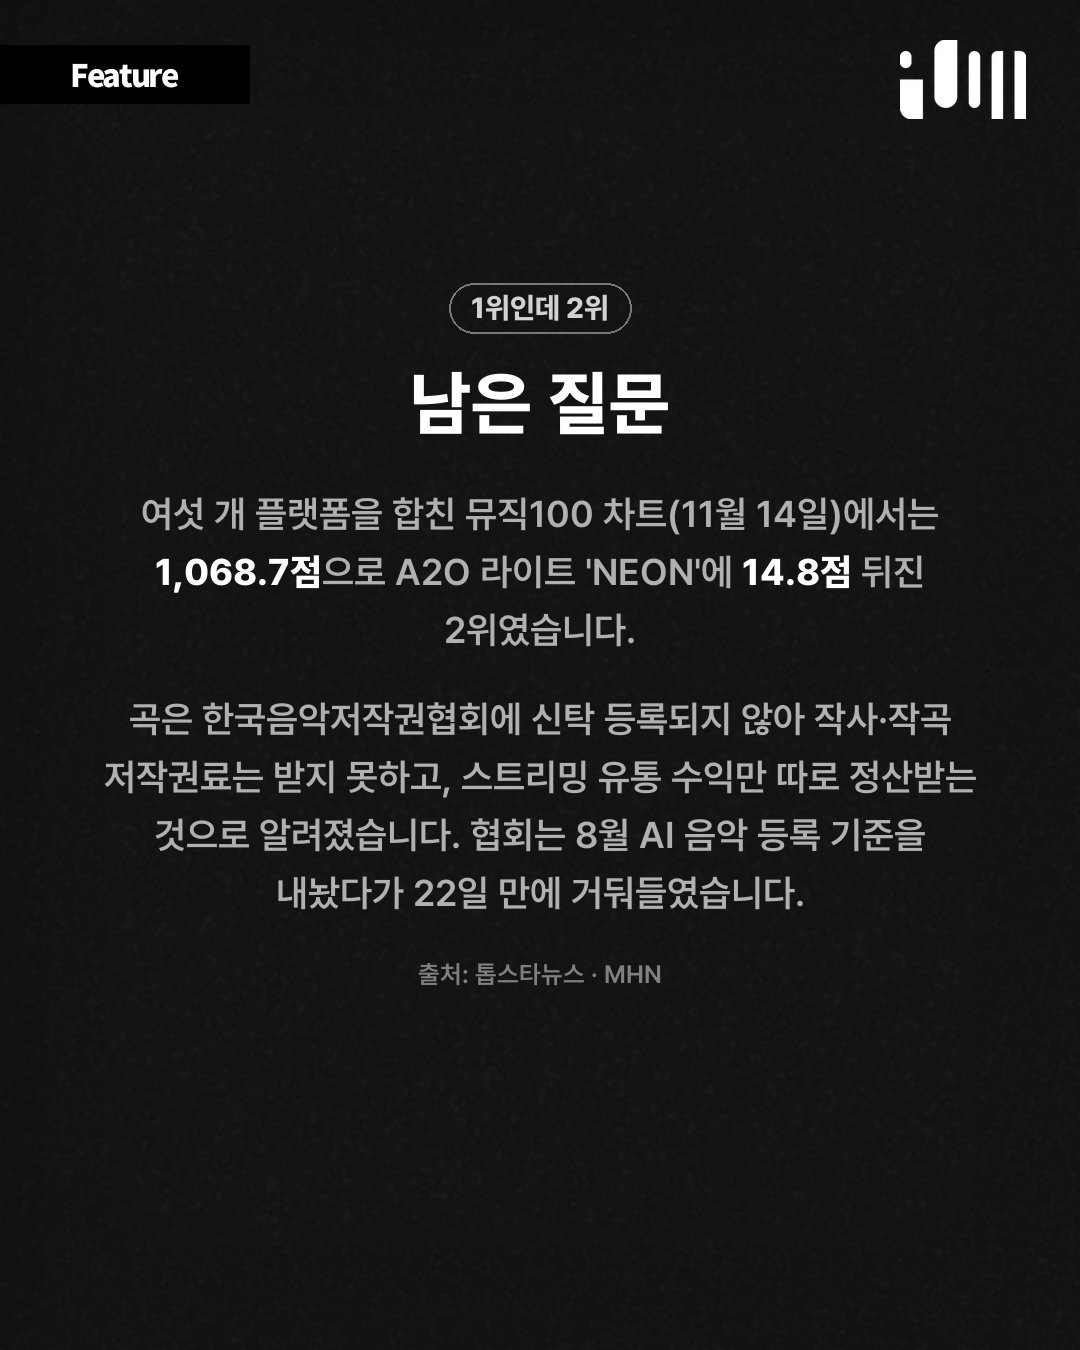 Feature
1위인데 2위
남은 질문
여섯 개 플랫폼을 합친 뮤직100 차트(11월 14일)에서는
1,068.7점으로 A2O 라이트 'NEON'에 14.8점 뒤진
2위였습니다.
곡은 한국음악저작권협회에 신탁 등록되지 않아 작사·작곡
저작권료는 받지 못하고, 스트리밍 유통 수익만 따로 정산받는
것으로 알려졌습니다. 협회는 8월 AI 음악 등록 기준을
내놨다가 22일 만에 거둬들였습니다.
출처: 톱스타뉴스 · MHN